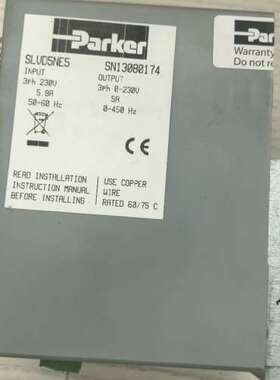 Parker
SLVD5NE5 SN13080174
INPUT OUTPUT
3Ph 230V 3Ph 0-230V
5.8A 5A
50-60 Hz 0-450 Hz
CE
READ INSTALLATION USE COPPER
INSTRUCTION MANUAL WIRE
BEFORE INSTALLING RATED 60/75 C
Parker
Warranty
Do not re